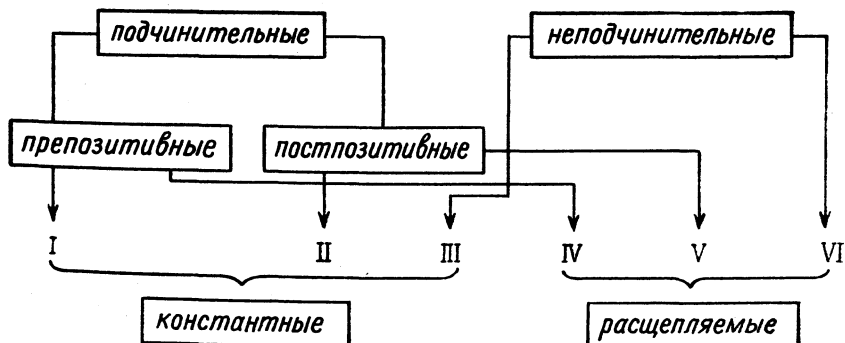 подчинительные неподчинительные
препозитивные постпозитивные
I II III IV V VI
константные расщепляемые